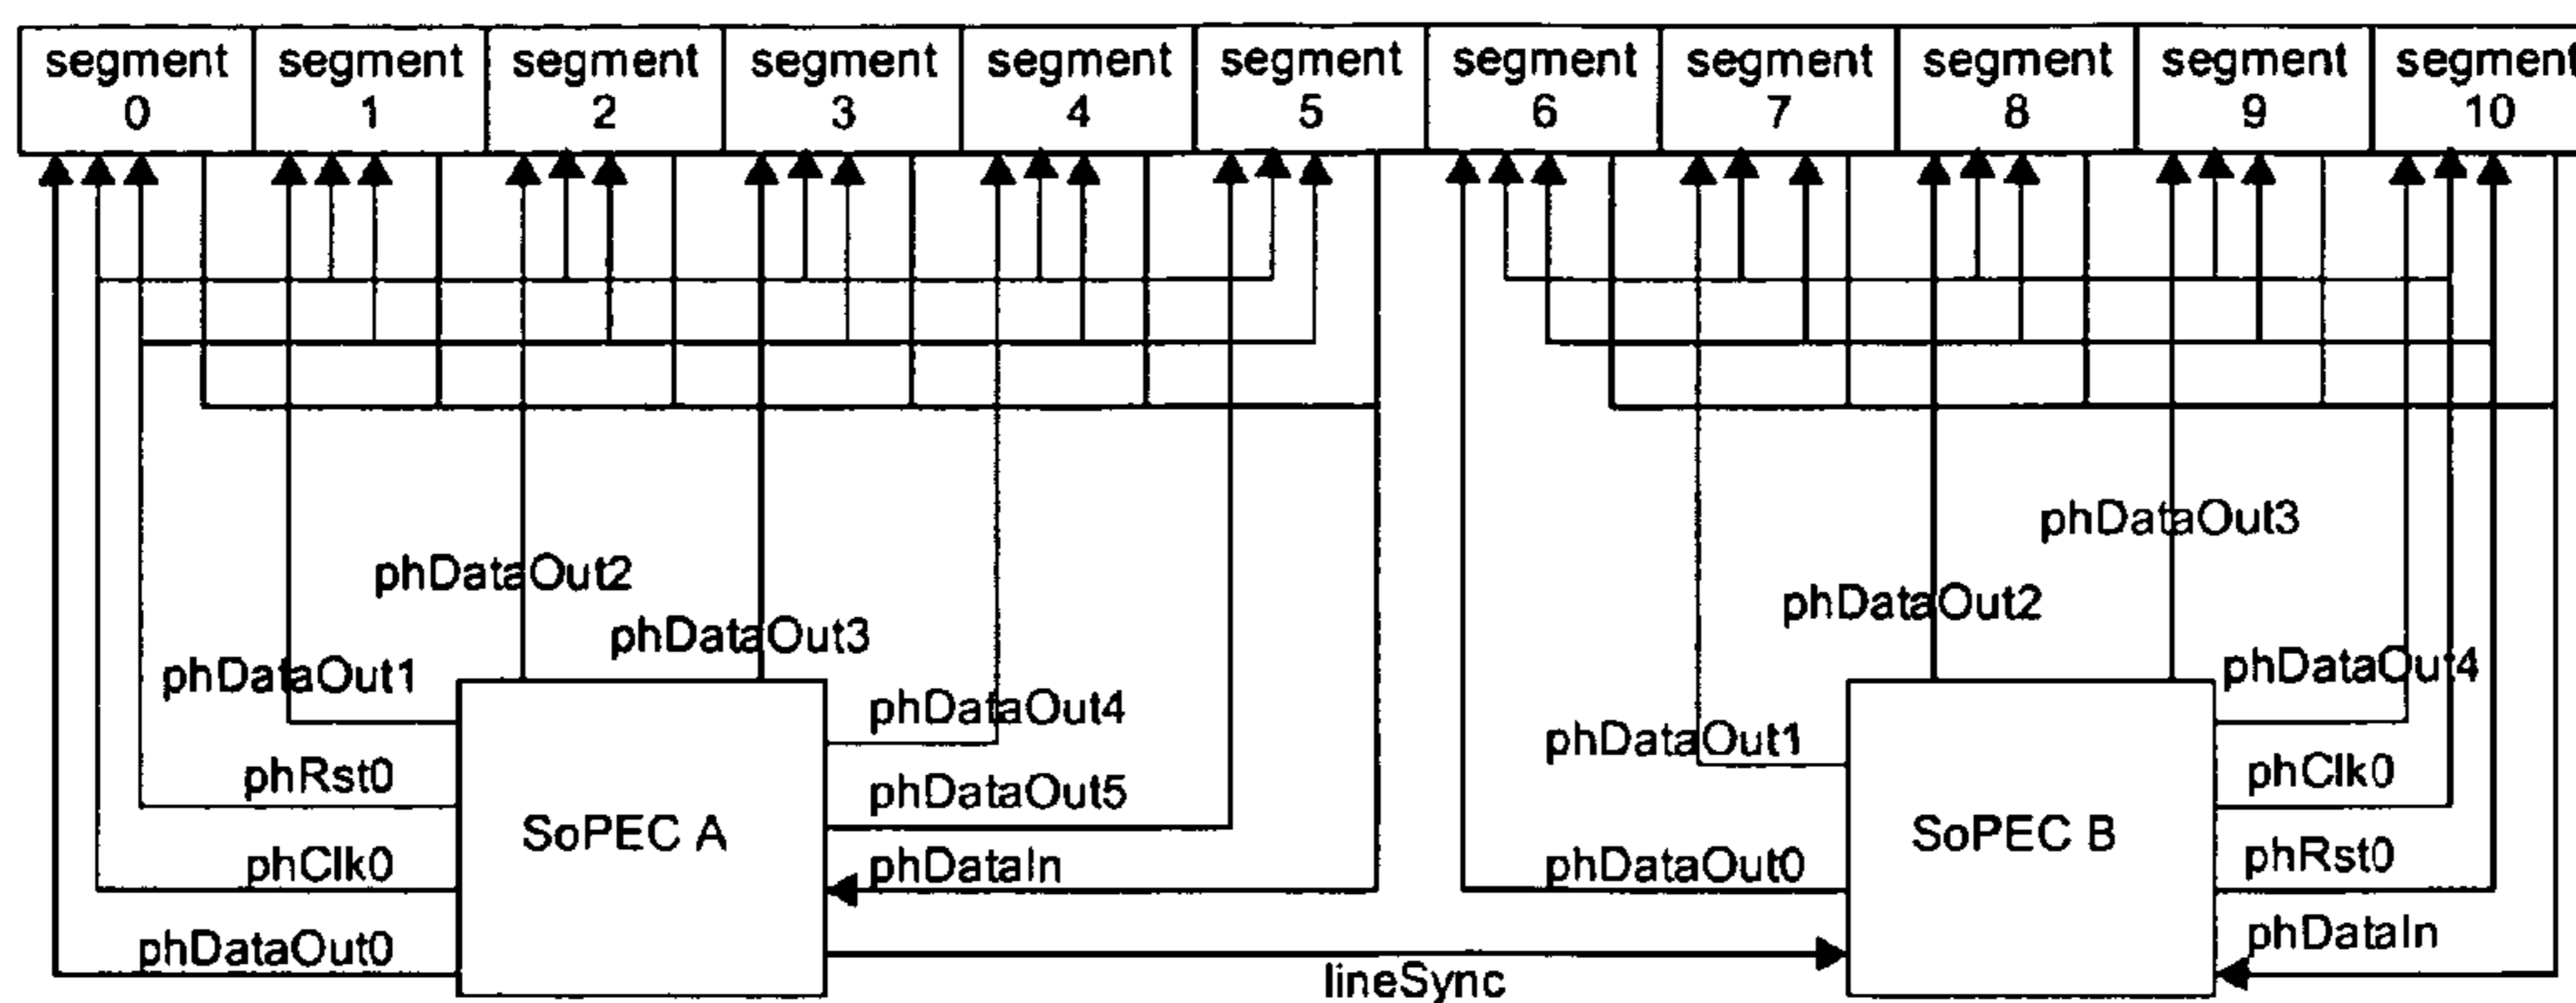 segment segment segment segment segment segment segment segment segment segment segment
0 1 2 3 4 5 6 7 8 9 10
phDataOut3
phDataOut2
phDataOut2
phDataOut3
phDataOut1
phDataOut4
phDataOut4
phDataOut1
phRst0
phClk0
phDataOut5
SoPEC A
SoPEC B
phClk0
phDataIn
phDataOut0
phRst0
phDataOut0
phDataIn
lineSync